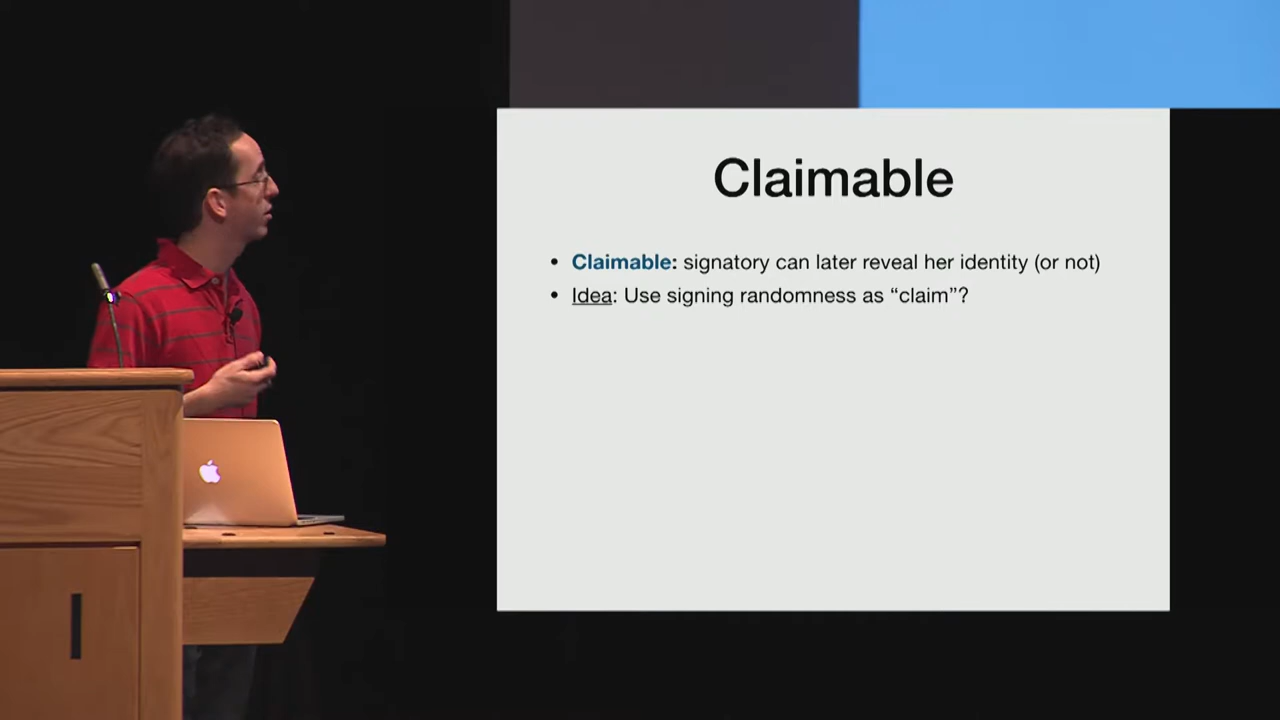 Claimable
• Claimable: signatory can later reveal her identity (or not)
• Idea: Use signing randomness as “claim”?